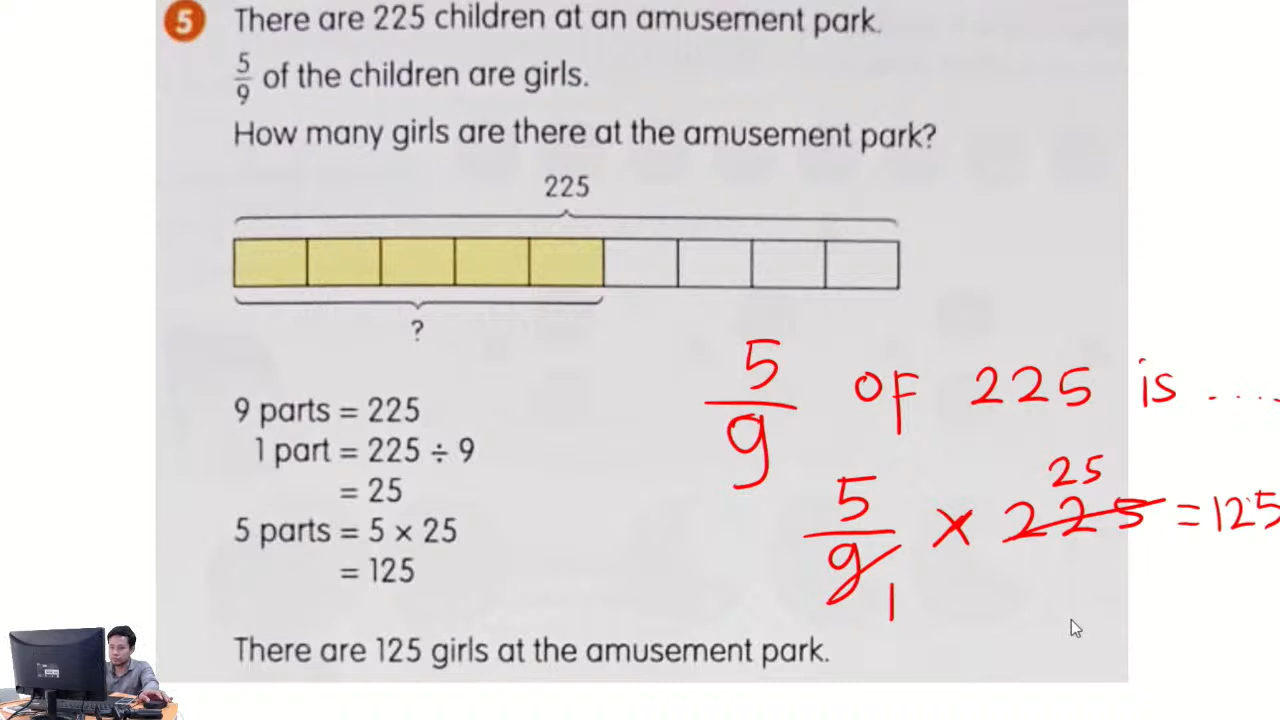 5
There are 225 children at an amusement park.
5/9 of the children are girls.
How many girls are there at the amusement park?
225
?
9 parts = 225
1 part = 225 ÷ 9
= 25
5 parts = 5 × 25
= 125
There are 125 girls at the amusement park.
5/9 of 225 is ....
25
5/9 × 225 = 125
1